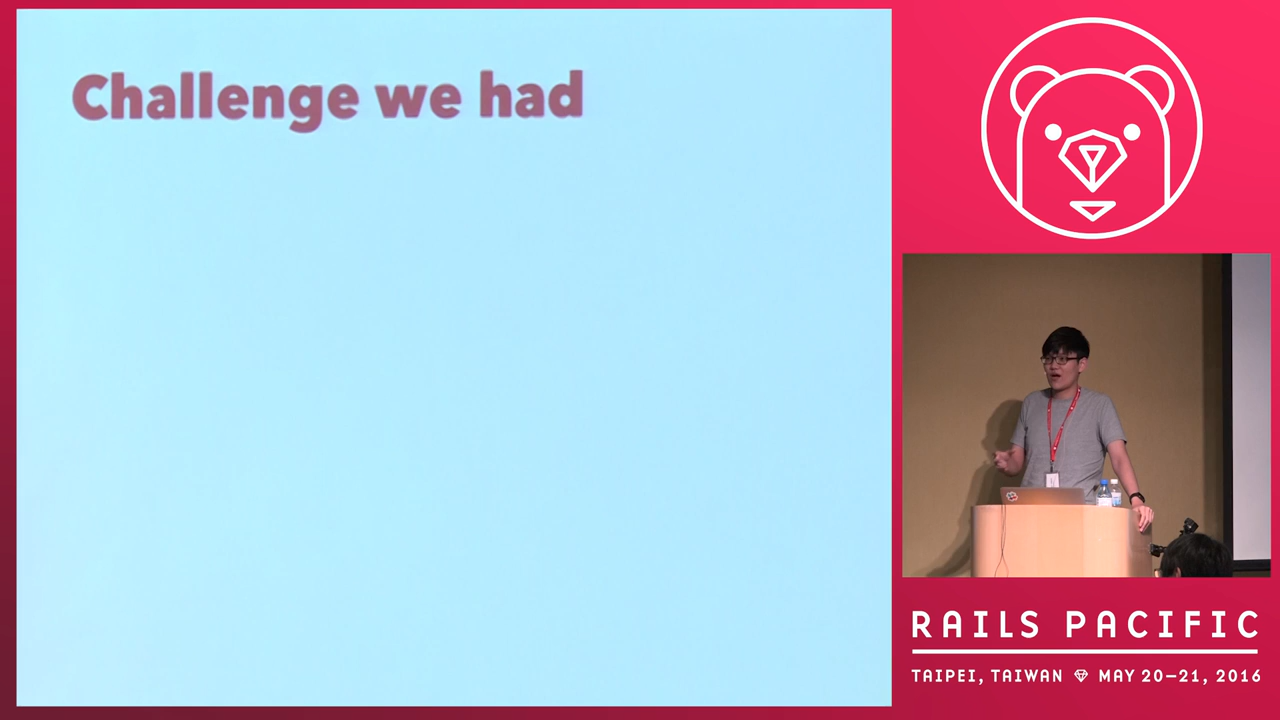 Challenge we had
RAILS PACIFIC
TAIPEI, TAIWAN MAY 20–21, 2016